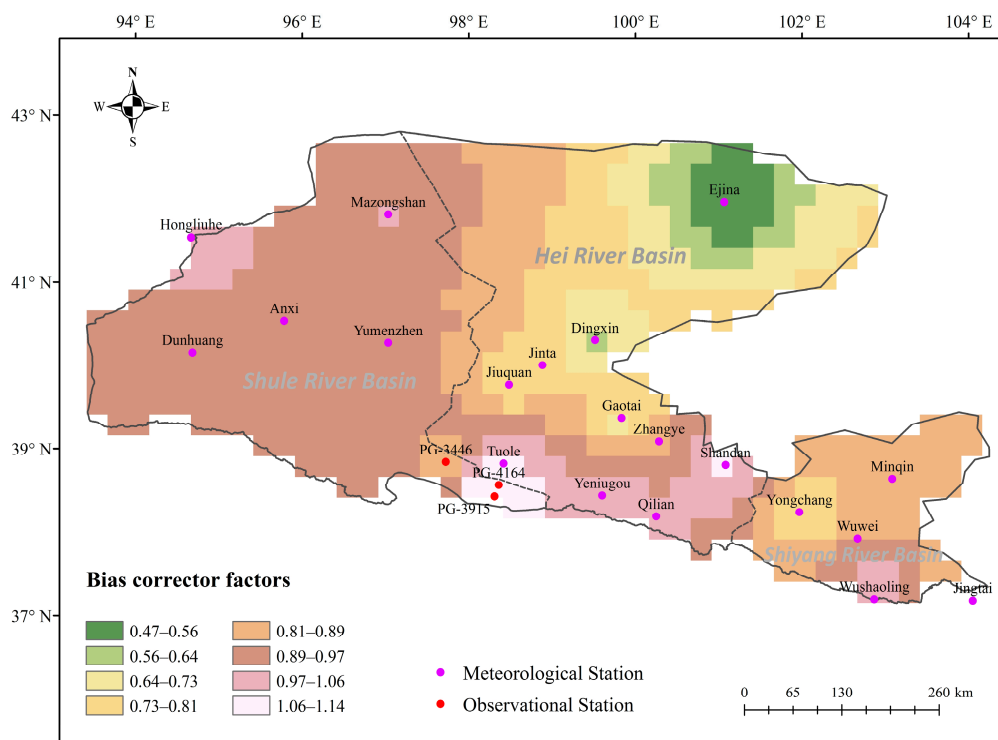 94° E 96° E 98° E 100° E 102° E 104° E
43° N
41° N
39° N
37° N
N
W E
S
Ejina
Mazongshan
Hongliuhe
Hei River Basin
Anxi
Dunhuang
Yumenzhen
Dingxin
Jinta
Jiuquan
Shule River Basin
Gaotai
Zhangye
PG-3446
Tuole
Shandan
PG-4164
Minqin
Yeniugou
PG-3915
Qilian
Yongchang
Wuwei
Shiyang River Basin
Wushaoling
Jingtai
Bias corrector factors
0.47–0.56
0.56–0.64
0.64–0.73
0.73–0.81
0.81–0.89
0.89–0.97
0.97–1.06
1.06–1.14
Meteorological Station
Observational Station
0 65 130 260 km